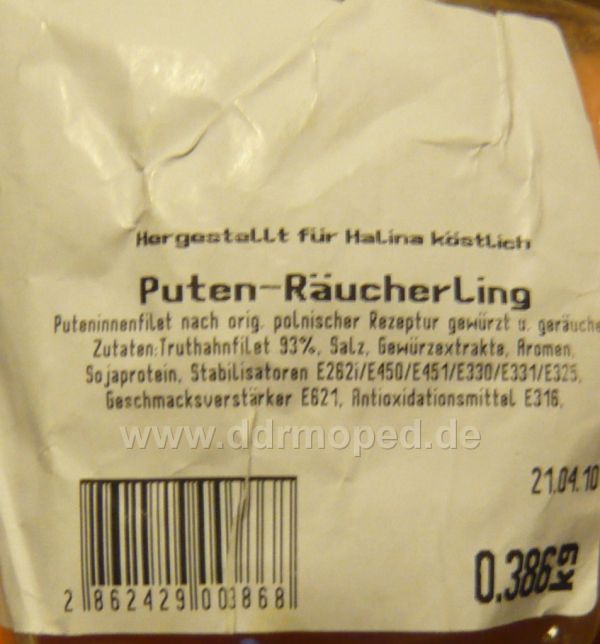 Hergestellt für Halina köstlich
Puten-Räucherling
Puteninnenfilet nach orig. polnischer Rezeptur gewürzt u. geräuche
Zutaten:Truthahnfilet 93%, Salz, Gewürzextrakte, Aromen,
Sojaprotein, Stabilisatoren E262i/E450/E451/E330/E331/E325,
Geschmacksverstärker E621, Antioxidationsmittel E316,
www.ddrmoped.de
21.04.10
0.386kg
2 862429 003868